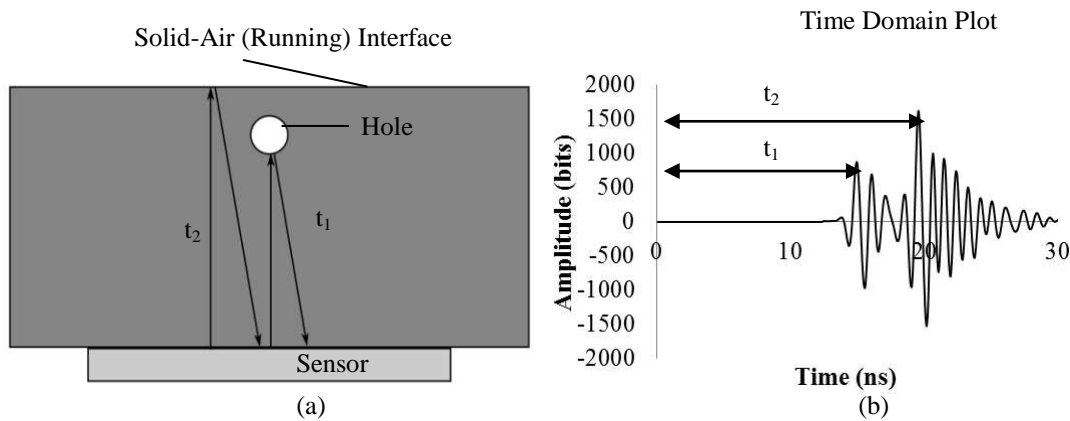 Solid-Air (Running) Interface
Hole
t₂
t₁
Sensor
(a)
Time Domain Plot
Amplitude (bits)
2000
1500
1000
500
0
-500
-1000
-1500
-2000
t₂
t₁
0 10 20 30
Time (ns)
(b)